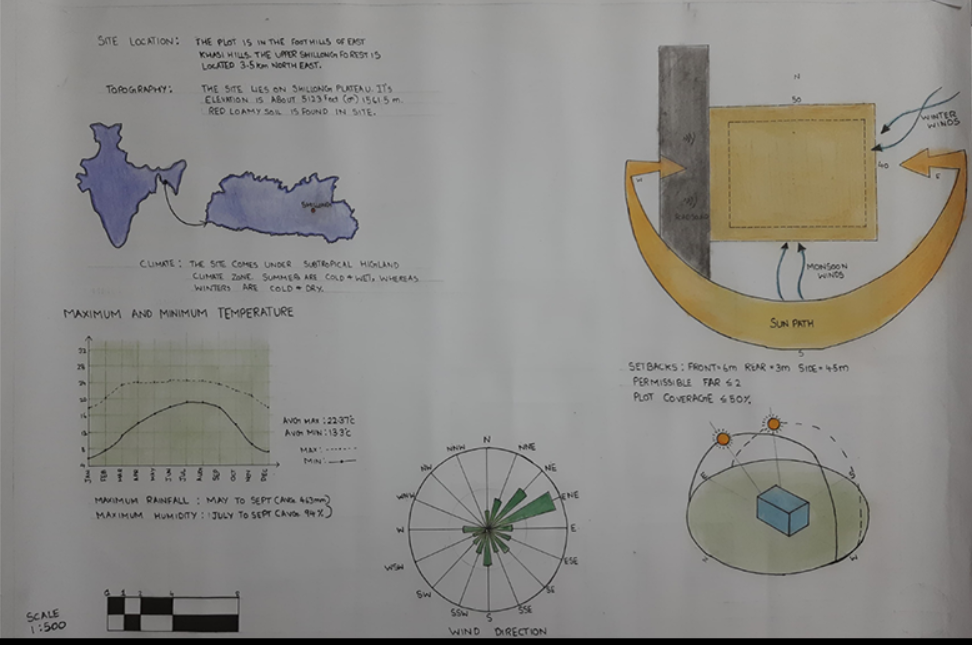 SITE LOCATION: THE PLOT IS IN THE FOOTHILLS OF EAST
KHASI HILLS. THE UPPER SHILLONG FOREST IS
LOCATED 3.5 km NORTH EAST.
TOPOGRAPHY: THE SITE LIES ON SHILLONG PLATEAU. IT'S
ELEVATION IS ABOUT 5123 Feet (or) 1561.5 m.
RED LOAMY SOIL IS FOUND IN SITE.
SHILLONG
CLIMATE: THE SITE COMES UNDER SUBTROPICAL HIGHLAND
CLIMATE ZONE. SUMMER ARE COLD & WET, WHEREAS
WINTERS ARE COLD & DRY.
MAXIMUM AND MINIMUM TEMPERATURE
JAN FEB MAR APR MAY JUN JUL AUG SEP OCT NOV DEC
AVGM MAX: 22.37°C
AVGM MIN: 13.3°C
MAX:
MIN:
MAXIMUM RAINFALL: MAY TO SEPT (AVGM 463mm)
MAXIMUM HUMIDITY: JULY TO SEPT (AVGM 94%)
SCALE
1:500
N
NNE
NE
ENE
E
ESE
SE
SSE
S
SSW
SW
WSW
W
WNW
NW
NNW
WIND DIRECTION
N
50
40
WINTER
WINDS
W
E
MONSOON
WINDS
SUN PATH
S
SETBACKS: FRONT=6m REAR=3m SIDE=4.5m
PERMISSIBLE FAR ≤ 2
PLOT COVERAGE ≤ 50%
E
S
W